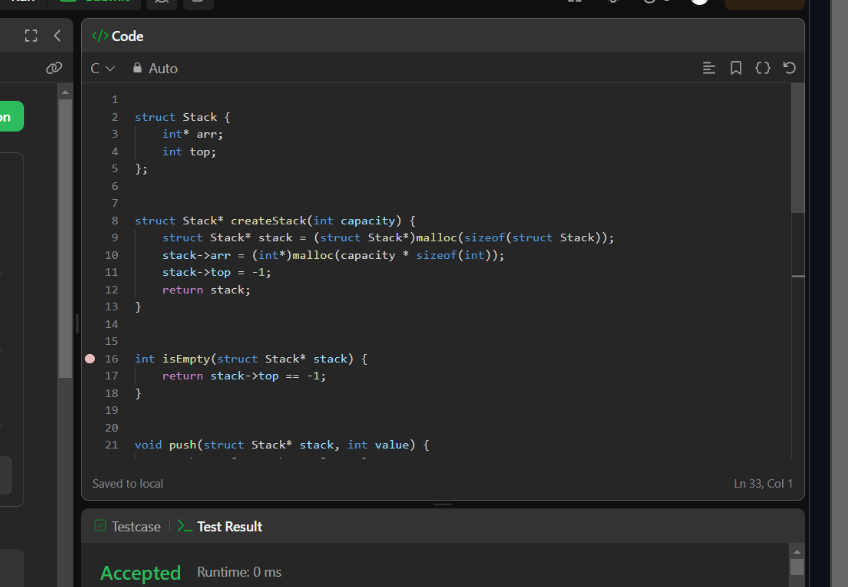 </> Code
C Auto
on
1
2 struct Stack {
3 int* arr;
4 int top;
5 };
6
7
8 struct Stack* createStack(int capacity) {
9 struct Stack* stack = (struct Stack*)malloc(sizeof(struct Stack));
10 stack->arr = (int*)malloc(capacity * sizeof(int));
11 stack->top = -1;
12 return stack;
13 }
14
15
16 int isEmpty(struct Stack* stack) {
17 return stack->top == -1;
18 }
19
20
21 void push(struct Stack* stack, int value) {
Saved to local Ln 33, Col 1
Testcase >_ Test Result
Accepted Runtime: 0 ms